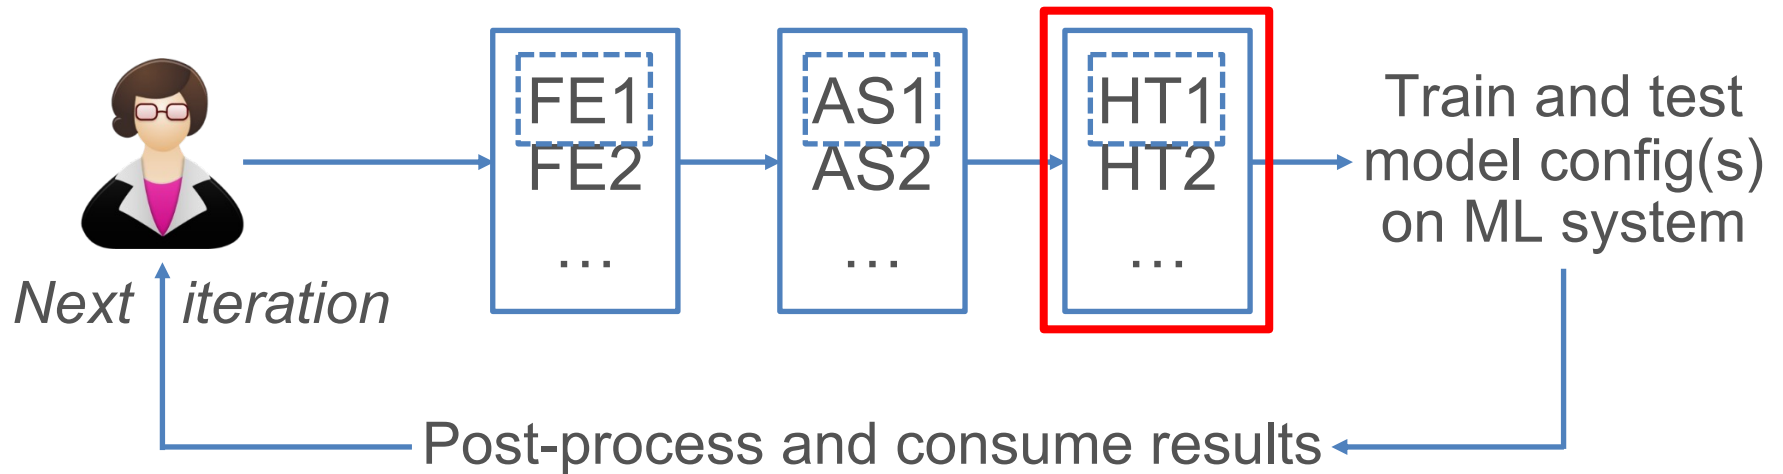 FE1
FE2
…
AS1
AS2
…
HT1
HT2
…
Train and test
model config(s)
on ML system
Next iteration
Post-process and consume results